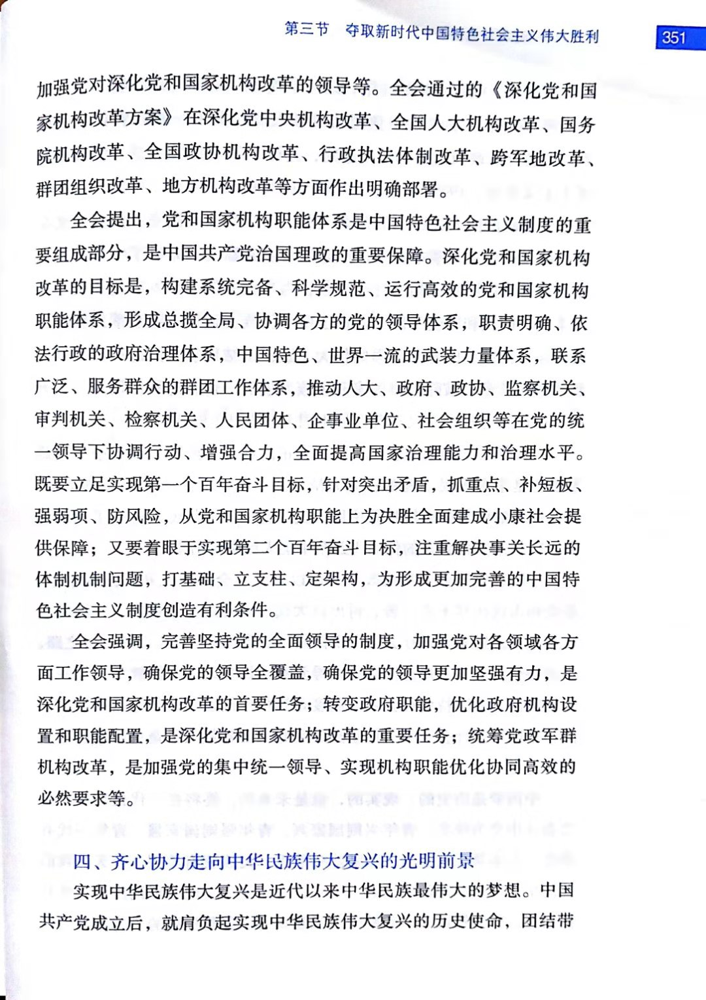 第三节 夺取新时代中国特色社会主义伟大胜利
351
加强党对深化党和国家机构改革的领导等。全会通过的《深化党和国
家机构改革方案》在深化党中央机构改革、全国人大机构改革、国务
院机构改革、全国政协机构改革、行政执法体制改革、跨军地改革、
群团组织改革、地方机构改革等方面作出明确部署。
全会提出，党和国家机构职能体系是中国特色社会主义制度的重
要组成部分，是中国共产党治国理政的重要保障。深化党和国家机构
改革的目标是，构建系统完备、科学规范、运行高效的党和国家机构
职能体系，形成总揽全局、协调各方的党的领导体系，职责明确、依
法行政的政府治理体系，中国特色、世界一流的武装力量体系，联系
广泛、服务群众的群团工作体系，推动人大、政府、政协、监察机关、
审判机关、检察机关、人民团体、企事业单位、社会组织等在党的统
一领导下协调行动、增强合力，全面提高国家治理能力和治理水平。
既要立足实现第一个百年奋斗目标，针对突出矛盾，抓重点、补短板、
强弱项、防风险，从党和国家机构职能上为决胜全面建成小康社会提
供保障；又要着眼于实现第二个百年奋斗目标，注重解决事关长远的
体制机制问题，打基础、立支柱、定架构，为形成更加完善的中国特
色社会主义制度创造有利条件。
全会强调，完善坚持党的全面领导的制度，加强党对各领域各方
面工作领导，确保党的领导全覆盖，确保党的领导更加坚强有力，是
深化党和国家机构改革的首要任务；转变政府职能，优化政府机构设
置和职能配置，是深化党和国家机构改革的重要任务；统筹党政军群
机构改革，是加强党的集中统一领导、实现机构职能优化协同高效的
必然要求等。
四、齐心协力走向中华民族伟大复兴的光明前景
实现中华民族伟大复兴是近代以来中华民族最伟大的梦想。中国
共产党成立后，就肩负起实现中华民族伟大复兴的历史使命，团结带